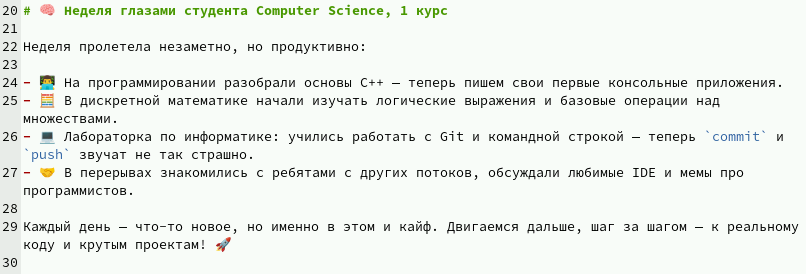 20 # 🧠 Неделя глазами студента Computer Science, 1 курс
21
22 Неделя пролетела незаметно, но продуктивно:
23
24 - 👨‍💻 На программировании разобрали основы C++ — теперь пишем свои первые консольные приложения.
25 - 🧮 В дискретной математике начали изучать логические выражения и базовые операции над
множествами.
26 - 💻 Лабораторка по информатике: учились работать с Git и командной строкой — теперь `commit` и
`push` звучат не так страшно.
27 - 🤝 В перерывах знакомились с ребятами с других потоков, обсуждали любимые IDE и мемы про
программистов.
28
29 Каждый день — что-то новое, но именно в этом и кайф. Двигаемся дальше, шаг за шагом — к реальному
коду и крутым проектам! 🚀
30